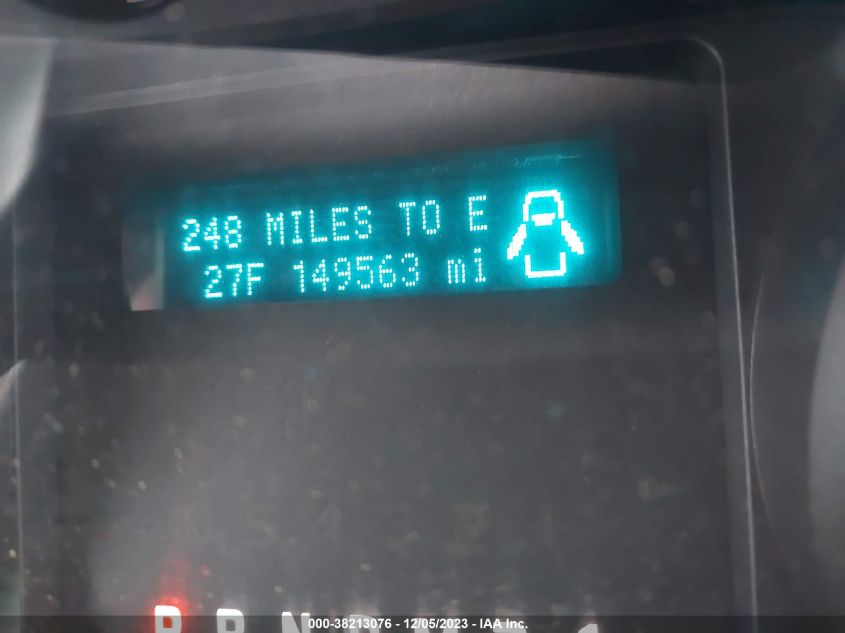 248 MILES TO E
27F 149563 mi
P R N D
000-38213076 - 12/05/2023 - IAA Inc.